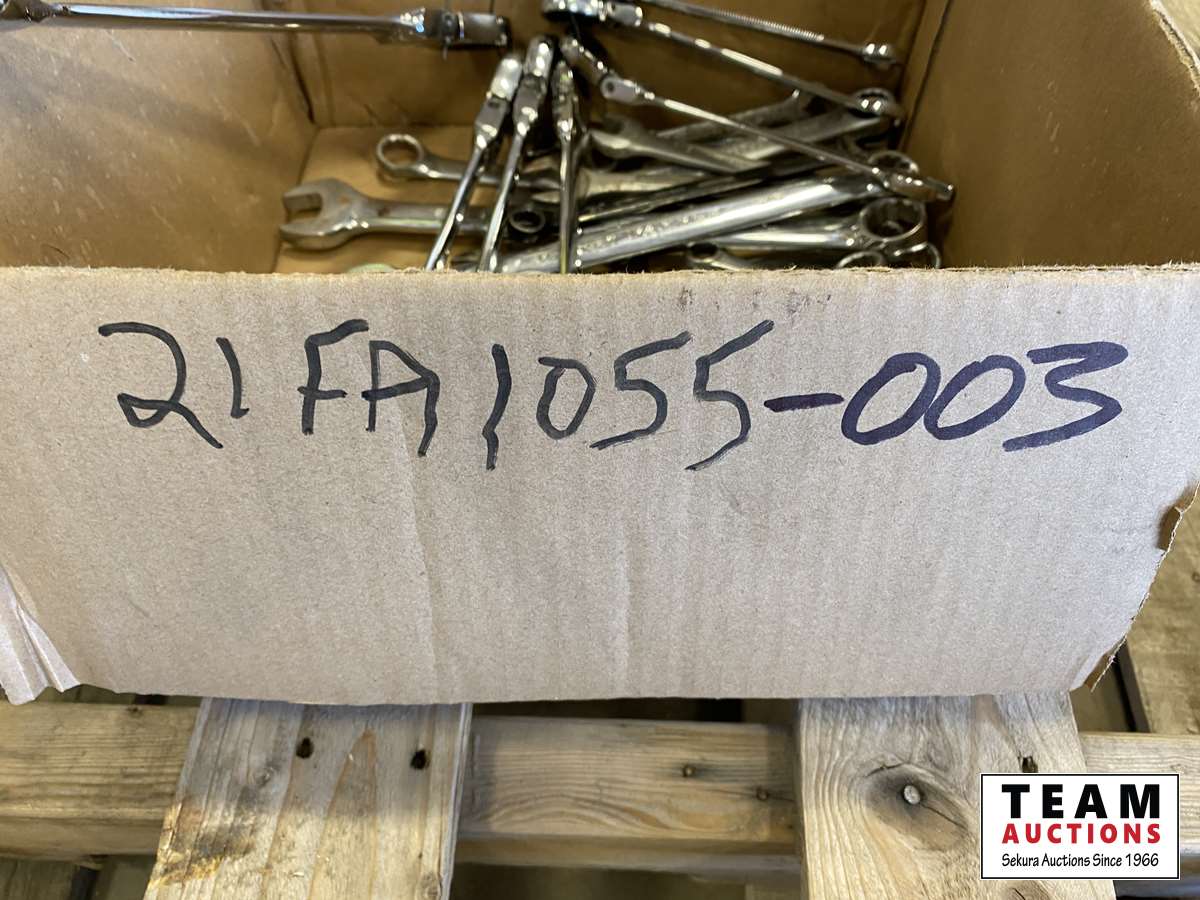 21FA1055-003
TEAM
AUCTIONS
Sekura Auctions Since 1966